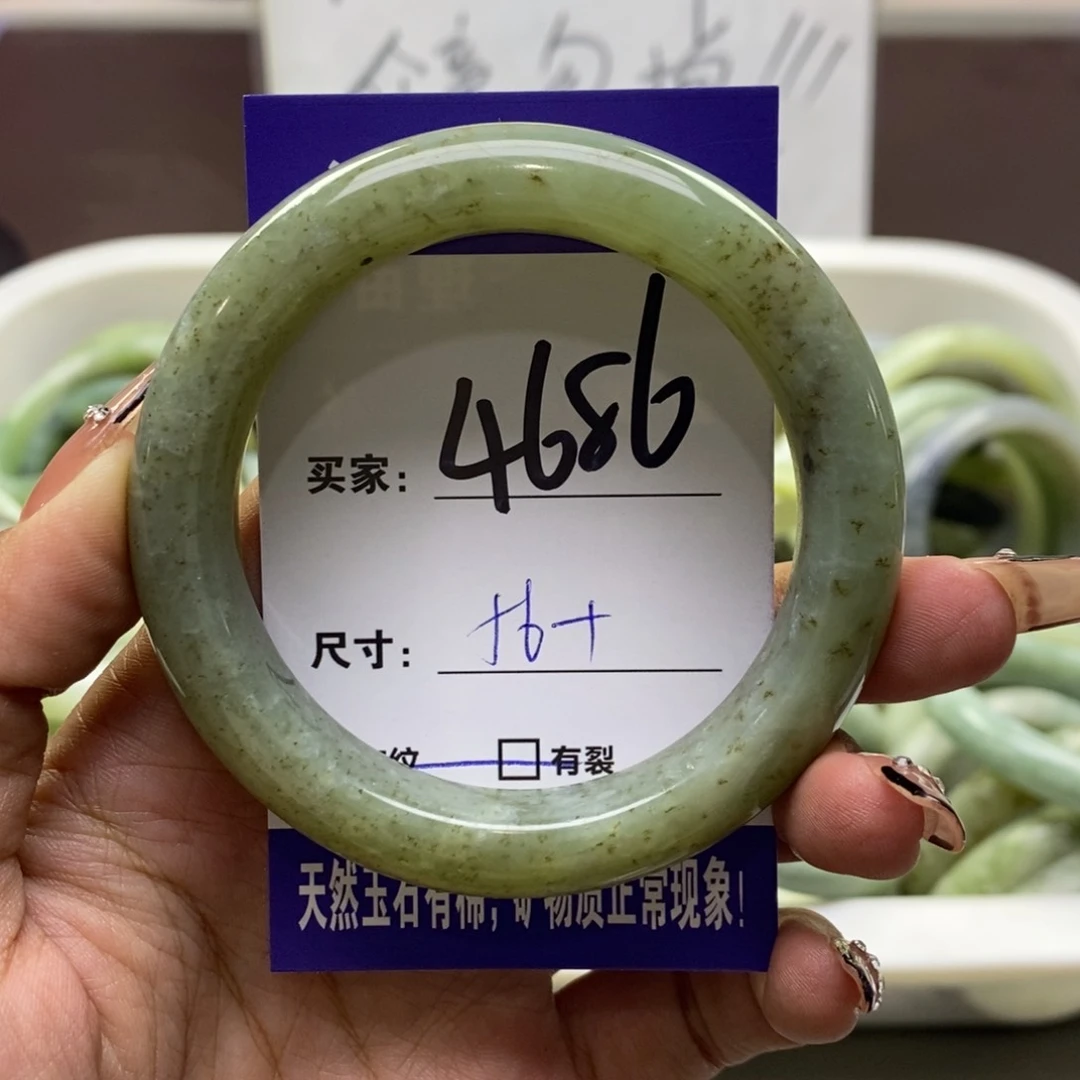 买家: 4686
尺寸: 56+
纹 □有裂
天然玉石有棉, 矿物质正常现象!